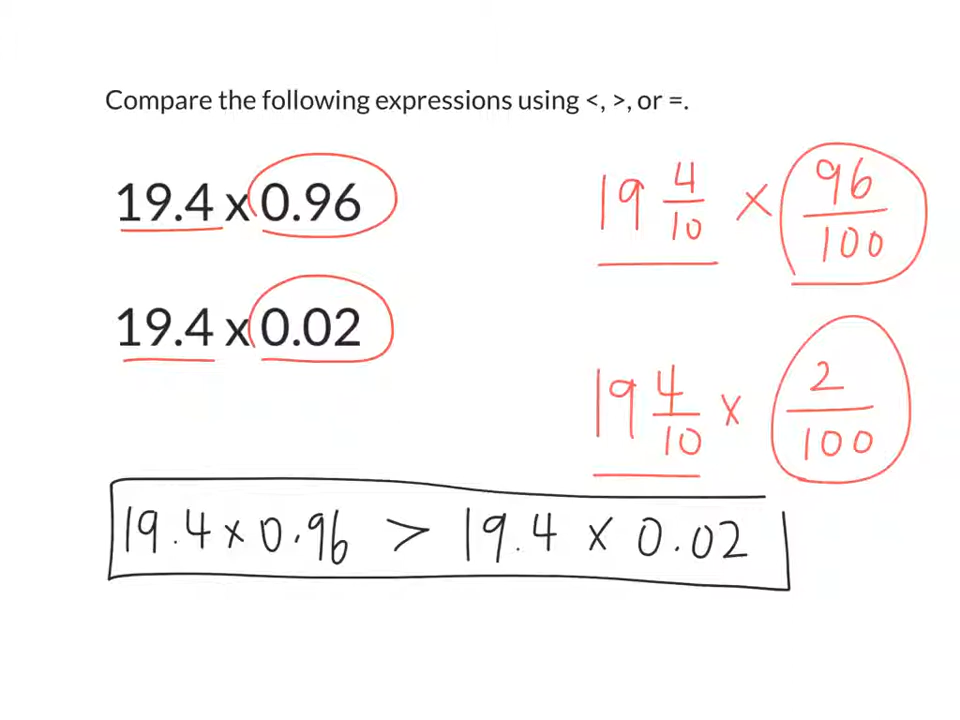 Compare the following expressions using <, >, or =.
19.4 x 0.96
19 4/10 × 96/100
19.4 x 0.02
19 4/10 × 2/100
19.4 × 0.96 > 19.4 × 0.02